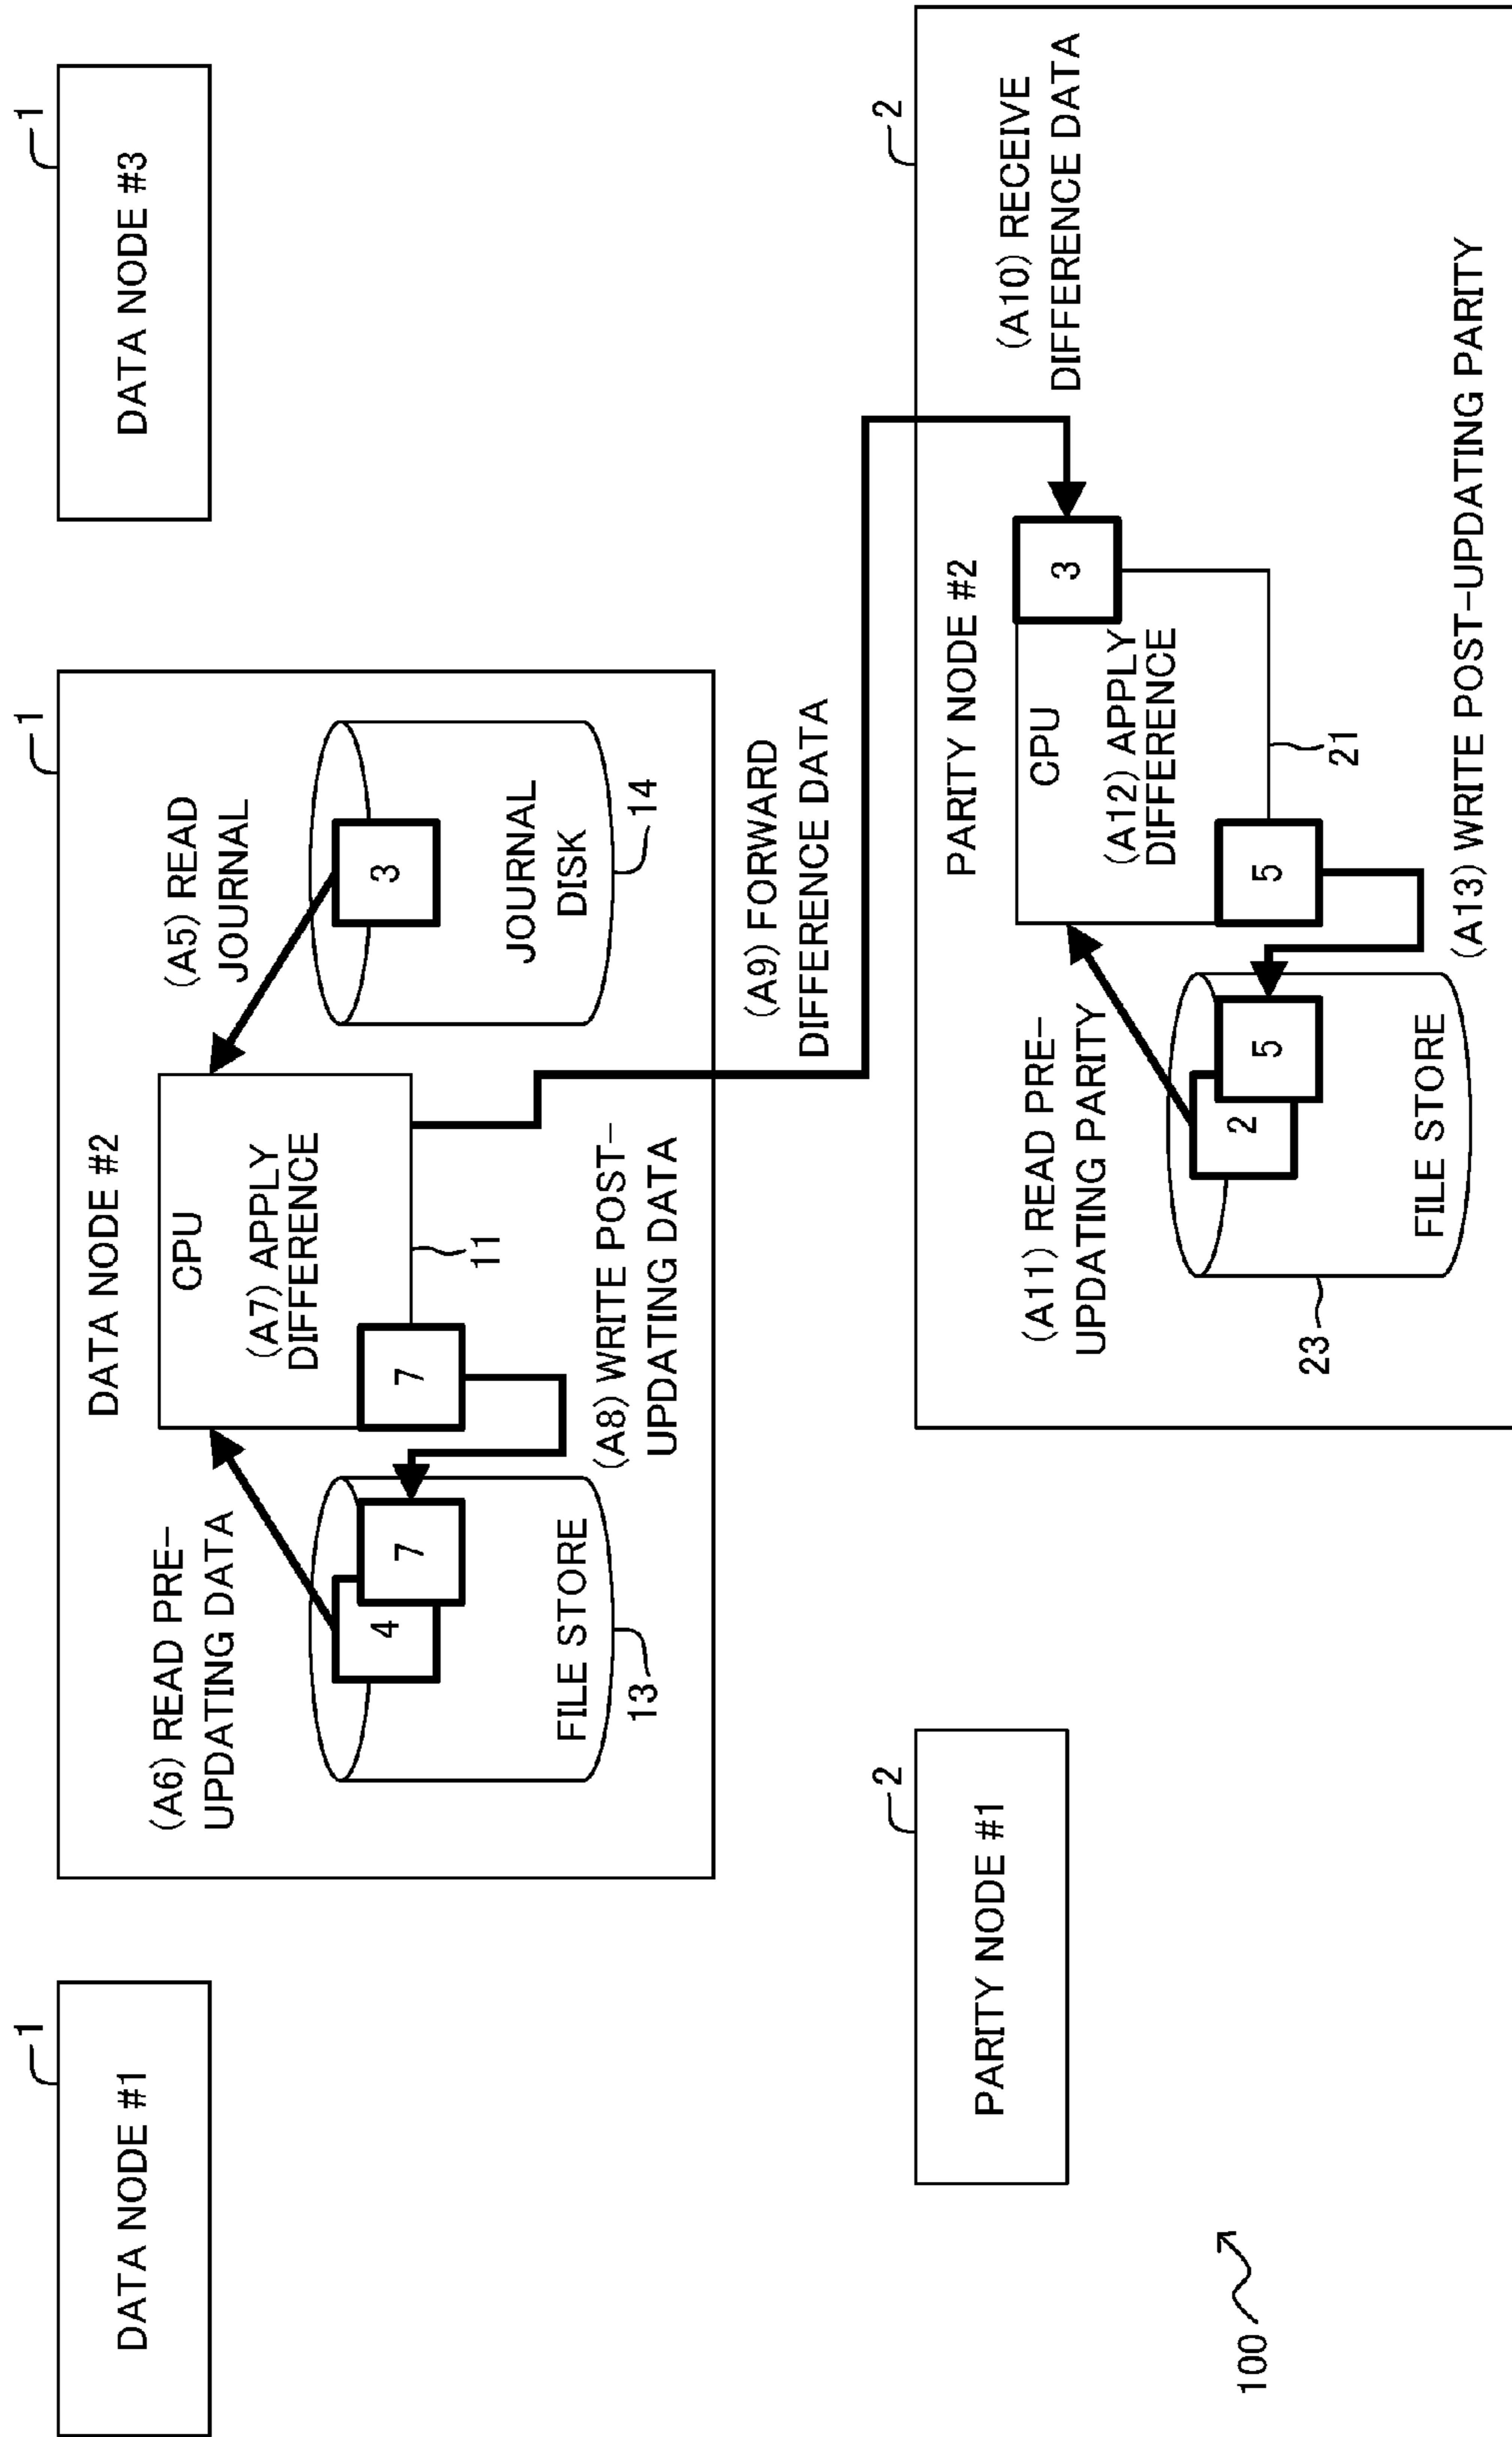 1
DATA NODE #1
1
DATA NODE #2
(A6) READ PRE-
UPDATING DATA
CPU
(A7) APPLY
DIFFERENCE
11
7
(A5) READ
JOURNAL
4
7
FILE STORE
13
3
JOURNAL
DISK
14
(A8) WRITE POST-
UPDATING DATA
1
DATA NODE #3
(A9) FORWARD
DIFFERENCE DATA
2
PARITY NODE #1
2
PARITY NODE #2
(A10) RECEIVE
DIFFERENCE DATA
3
CPU
(A12) APPLY
DIFFERENCE
21
5
(A11) READ PRE-
UPDATING PARITY
2
5
FILE STORE
23
(A13) WRITE POST-UPDATING PARITY
100